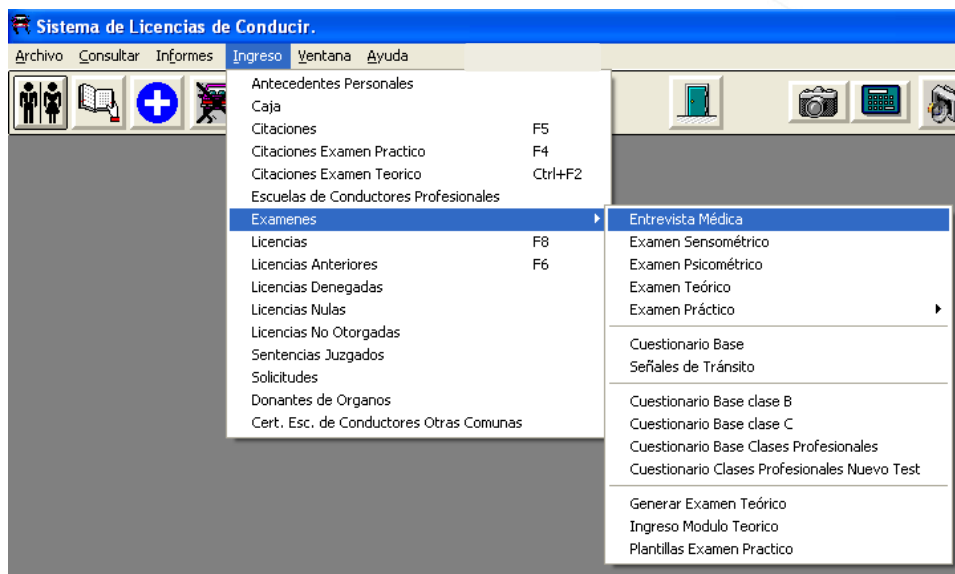 Sistema de Licencias de Conducir.
Archivo Consultar Informes Ingreso Ventana Ayuda
Antecedentes Personales
Caja
Citaciones F5
Citaciones Examen Practico F4
Citaciones Examen Teorico Ctrl+F2
Escuelas de Conductores Profesionales
Examenes
Licencias F8
Licencias Anteriores F6
Licencias Denegadas
Licencias Nulas
Licencias No Otorgadas
Sentencias Juzgados
Solicitudes
Donantes de Organos
Cert. Esc. de Conductores Otras Comunas
Entrevista Médica
Examen Sensométrico
Examen Psicométrico
Examen Teórico
Examen Práctico
Cuestionario Base
Señales de Tránsito
Cuestionario Base clase B
Cuestionario Base clase C
Cuestionario Base Clases Profesionales
Cuestionario Clases Profesionales Nuevo Test
Generar Examen Teórico
Ingreso Modulo Teorico
Plantillas Examen Practico